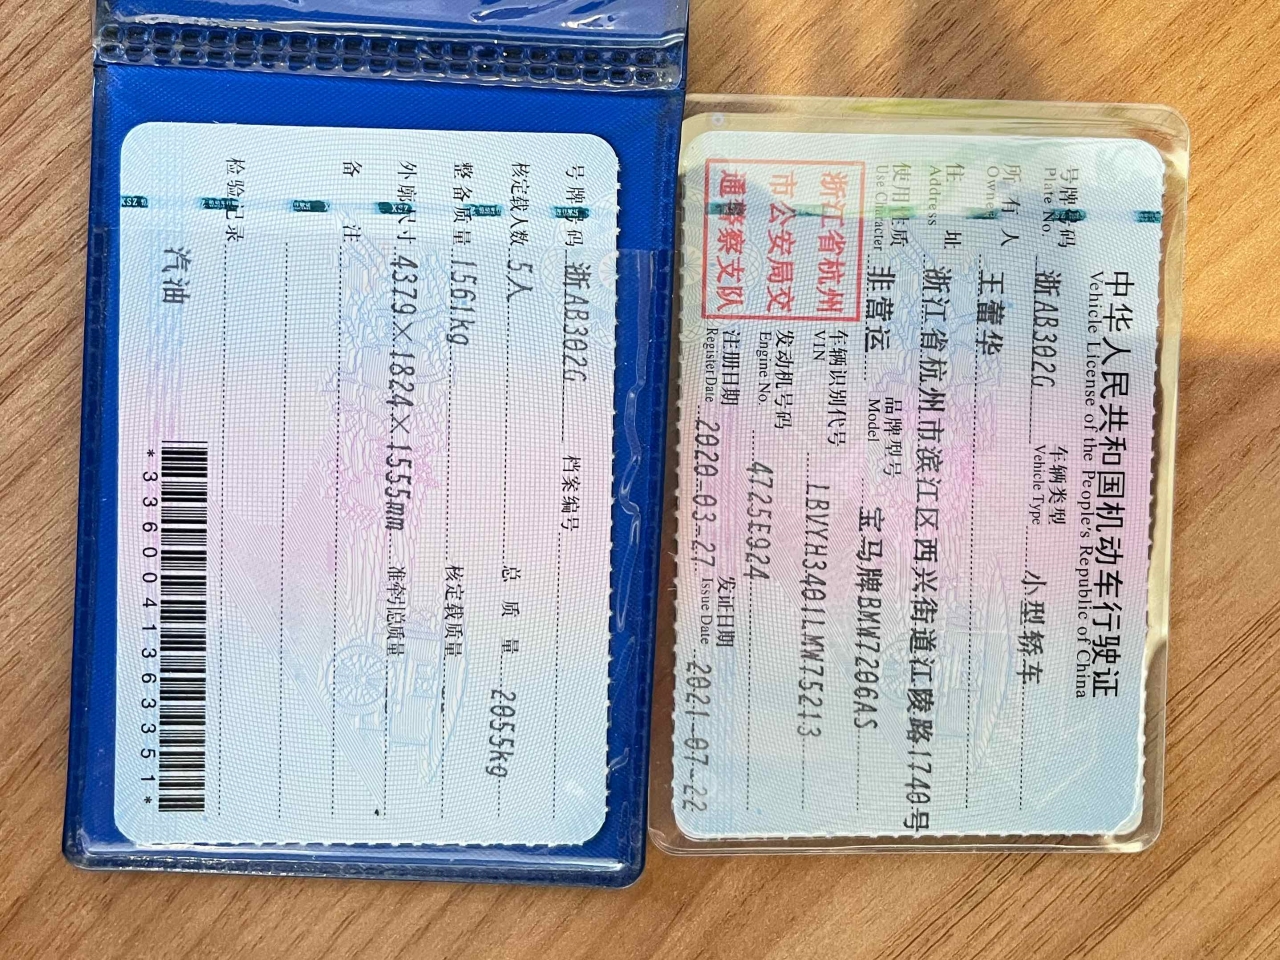 中华人民共和国机动车行驶证
Vehicle License of the People's Republic of China
号牌号码 浙AB302G 车辆类型 小型轿车
Plate No. Vehicle Type
所有人 王蕾华
Owner
住址 浙江省杭州市滨江区西兴街道江陵路1740号
Address
使用性质 非营运 品牌型号 宝马牌BMW7206AS
Use Character Model
浙江省杭州
市公安局交
通警察支队
车辆识别代号 LBVYH3401LMW75213
VIN
发动机号码 4725E924
Engine No.
注册日期 2020-03-27 发证日期 2021-07-22
Register Date Issue Date
号牌号码 浙AB302G 档案编号
核定载人数 5人 总质量 2055kg
整备质量 1561kg 核定载质量
外廓尺寸 4379×1824×1555mm 准牵引总质量
备注
检验记录
汽油
*3360041363351*